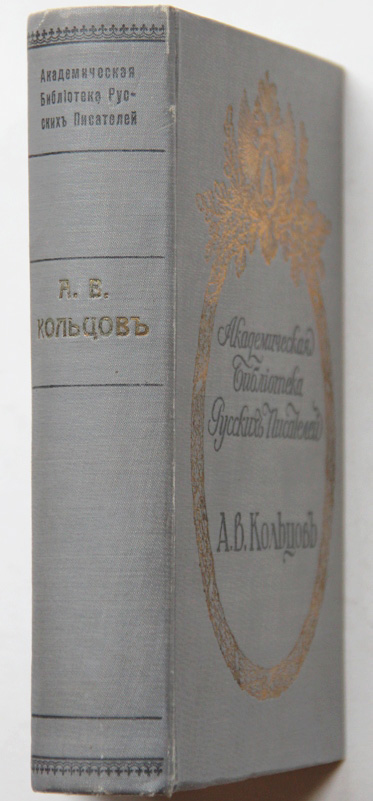 Академическая
Библіотека Рус-
скихъ Писателей
А. В.
КОЛЬЦОВЪ
Академическая
Библіотека
Русскихъ Писателей
А. В. Кольцовъ